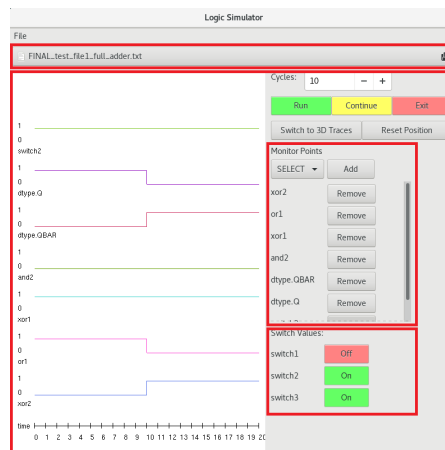 Logic Simulator
File
FINAL_test_file1_full_adder.txt
Cycles: 10 − +
Run Continue Exit
Switch to 3D Traces Reset Position
Monitor Points
SELECT Add
xor2 Remove
or1 Remove
xor1 Remove
and2 Remove
dtype.QBAR Remove
dtype.Q Remove
Switch Values:
switch1 Off
switch2 On
switch3 On
1
0
switch2
1
0
dtype.Q
1
0
dtype.QBAR
1
0
and2
1
0
xor1
1
0
or1
1
0
xor2
time
0 1 2 3 4 5 6 7 8 9 10 11 12 13 14 15 16 17 18 19